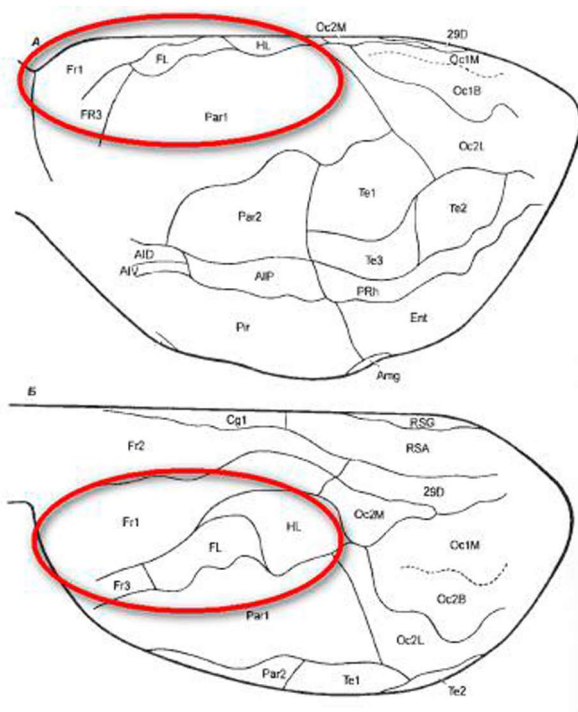 А
Oc2M
29D
Fr1
FL
HL
Oc1M
Oc1B
FR3
Par1
Oc2L
Te1
Te2
Par2
Te3
AID
AIV
AIP
PRh
Pir
Ent
Amg
Б
Cg1
RSG
Fr2
RSA
29D
Fr1
HL
Oc2M
FL
Oc1M
Fr3
Oc2B
Par1
Oc2L
Par2
Te1
Te2